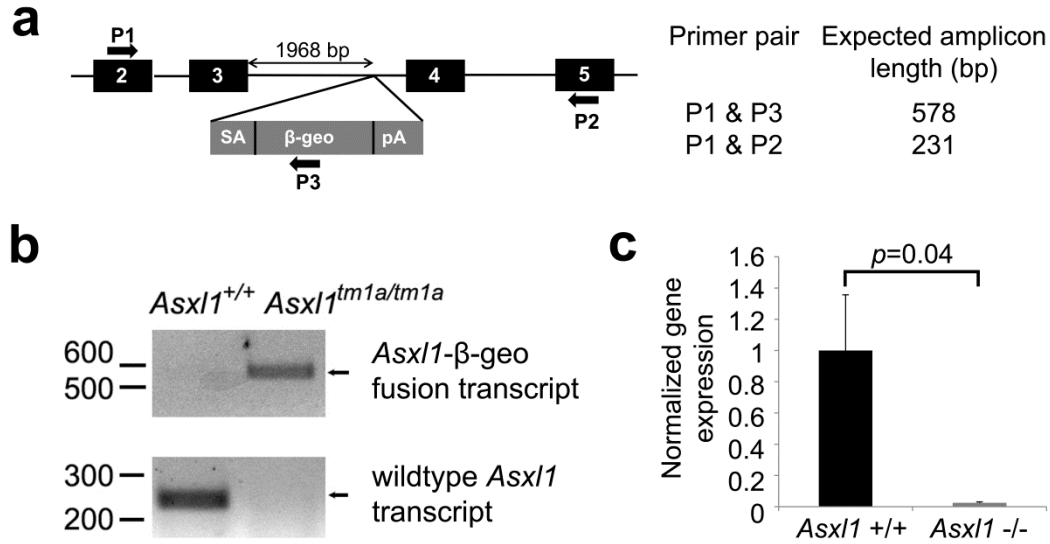 a
P1
1968 bp
2
3
4
5
P2
SA
β-geo
pA
P3
Primer pair
Expected amplicon
length (bp)
P1 & P3
578
P1 & P2
231
b
Asxl1+/+
Asxl1tm1a/tm1a
600
500
Asxl1-β-geo
fusion transcript
300
200
wildtype Asxl1
transcript
c
p=0.04
Normalized gene
expression
1.6
1.4
1.2
1
0.8
0.6
0.4
0.2
0
Asxl1 +/+
Asxl1 -/-